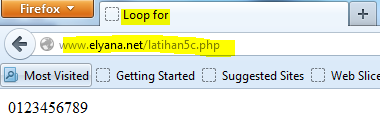 Firefox
Loop for
www.elyana.net/latihan5c.php
Most Visited Getting Started Suggested Sites Web Slice
0123456789